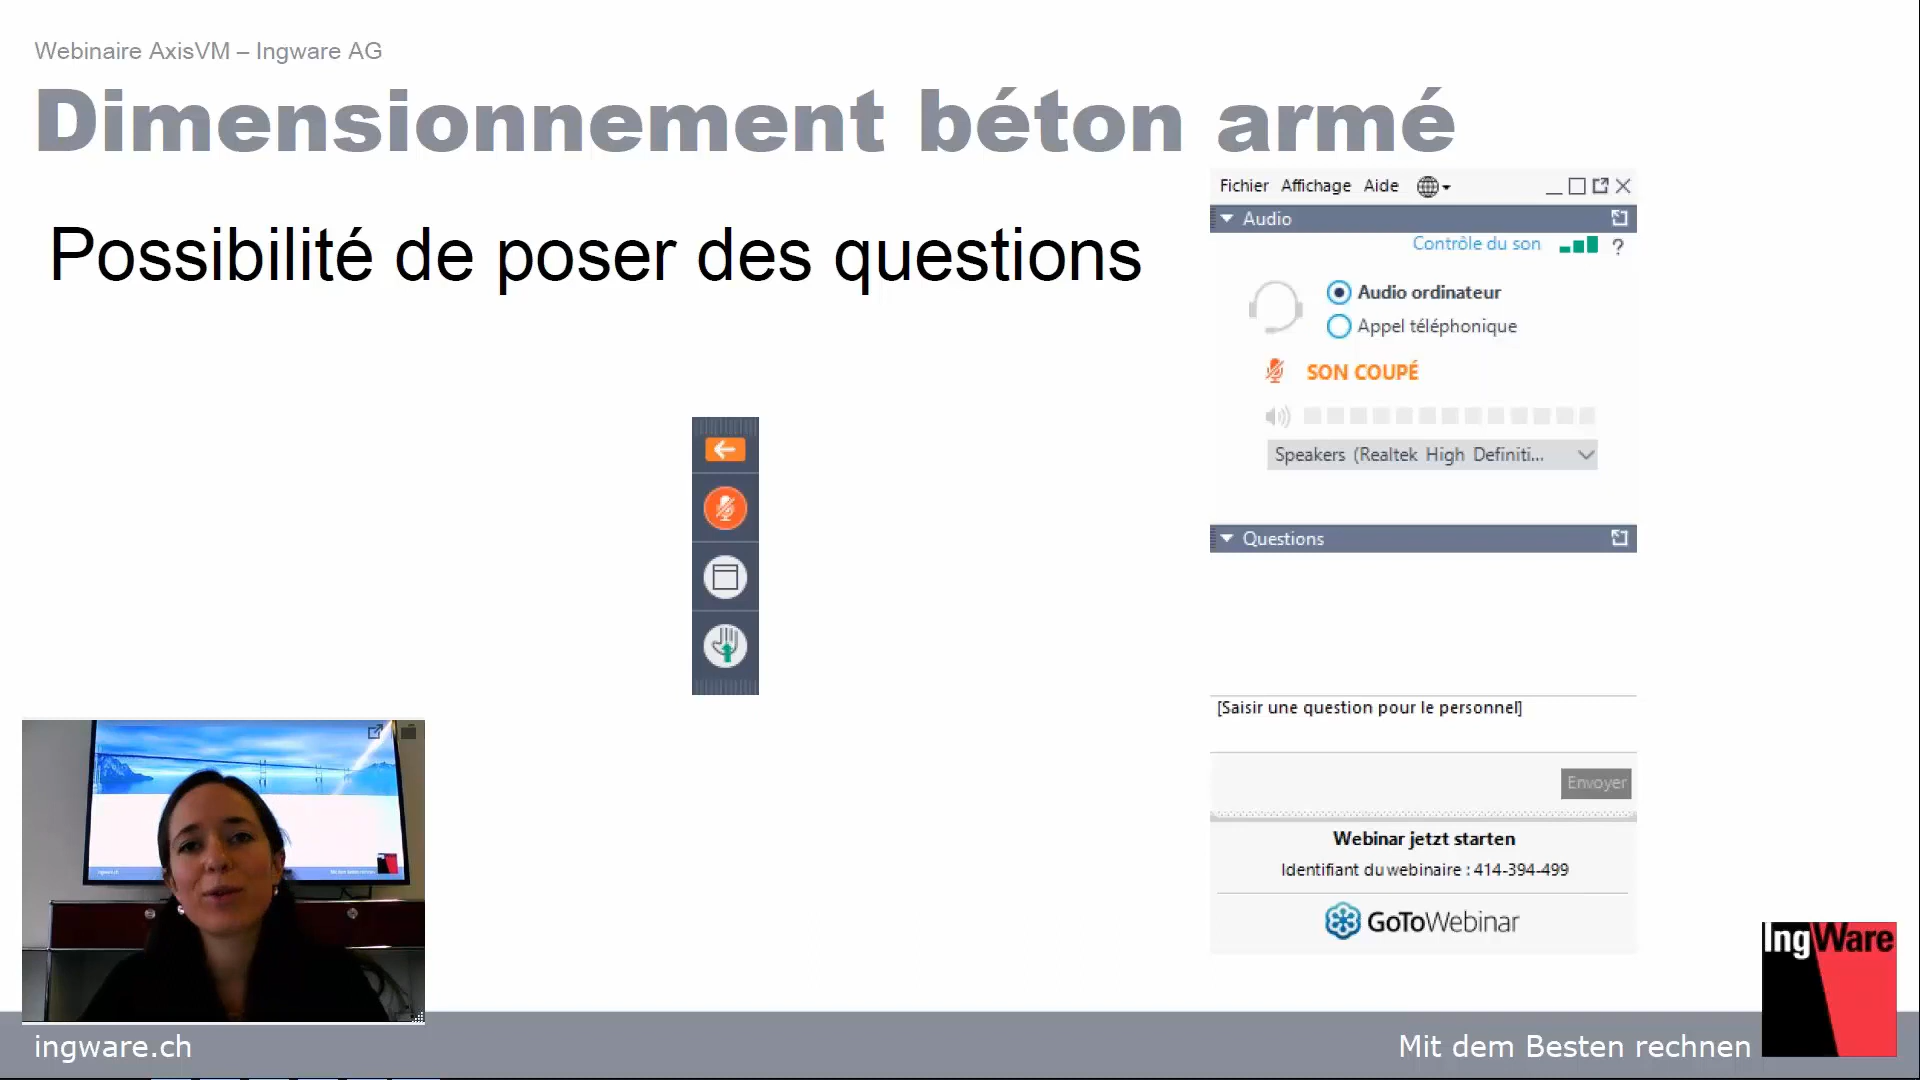 Webinaire AxisVM – Ingware AG
Dimensionnement béton armé
Possibilité de poser des questions
Fichier Affichage Aide
Audio
Contrôle du son ?
Audio ordinateur
Appel téléphonique
SON COUPÉ
Speakers (Realtek High Definiti...
Questions
[Saisir une question pour le personnel]
Envoyer
Webinar jetzt starten
Identifiant du webinaire : 414-394-499
GoToWebinar
IngWare
ingware.ch
Mit dem Besten rechnen